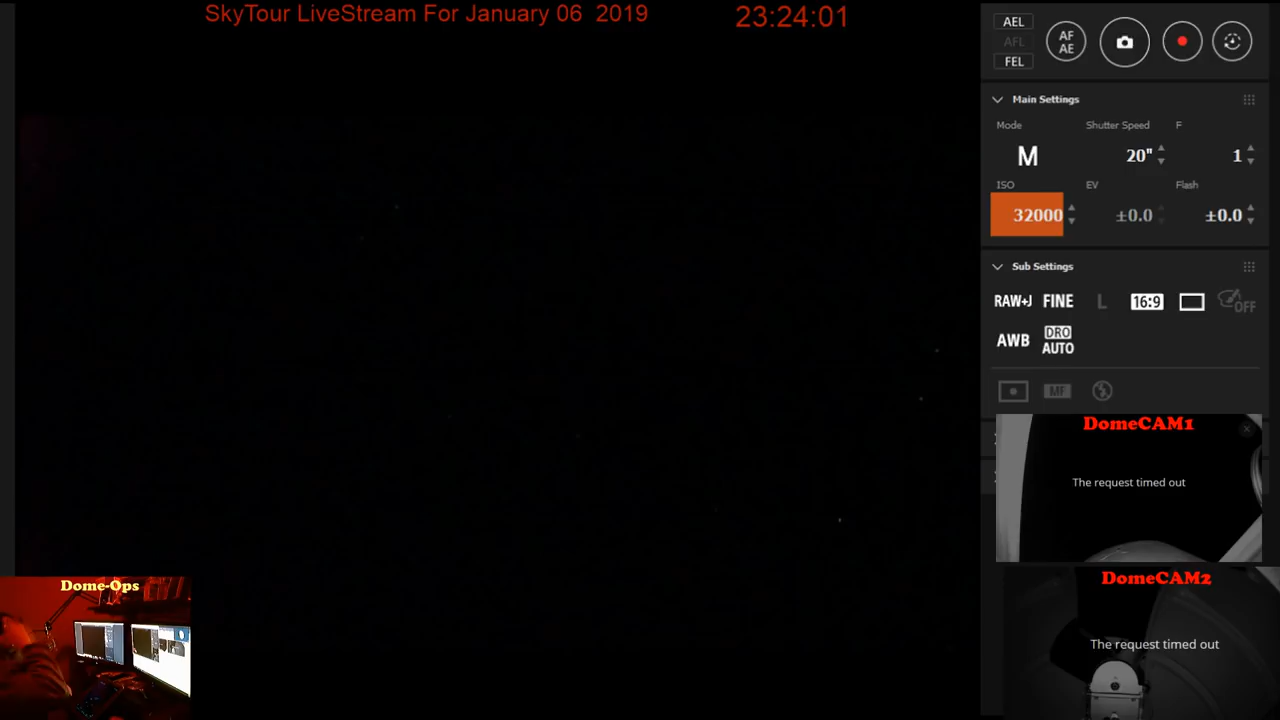 SkyTour LiveStream For January 06 2019
23:24:01
AEL
AFL
FEL
AF
AE
Main Settings
Mode
Shutter Speed
F
M
20"
1
ISO
EV
Flash
32000
±0.0
±0.0
Sub Settings
RAW+J
FINE
L
16:9
OFF
AWB
DRO
AUTO
MF
DomeCAM1
The request timed out
DomeCAM2
The request timed out
Dome-Ops